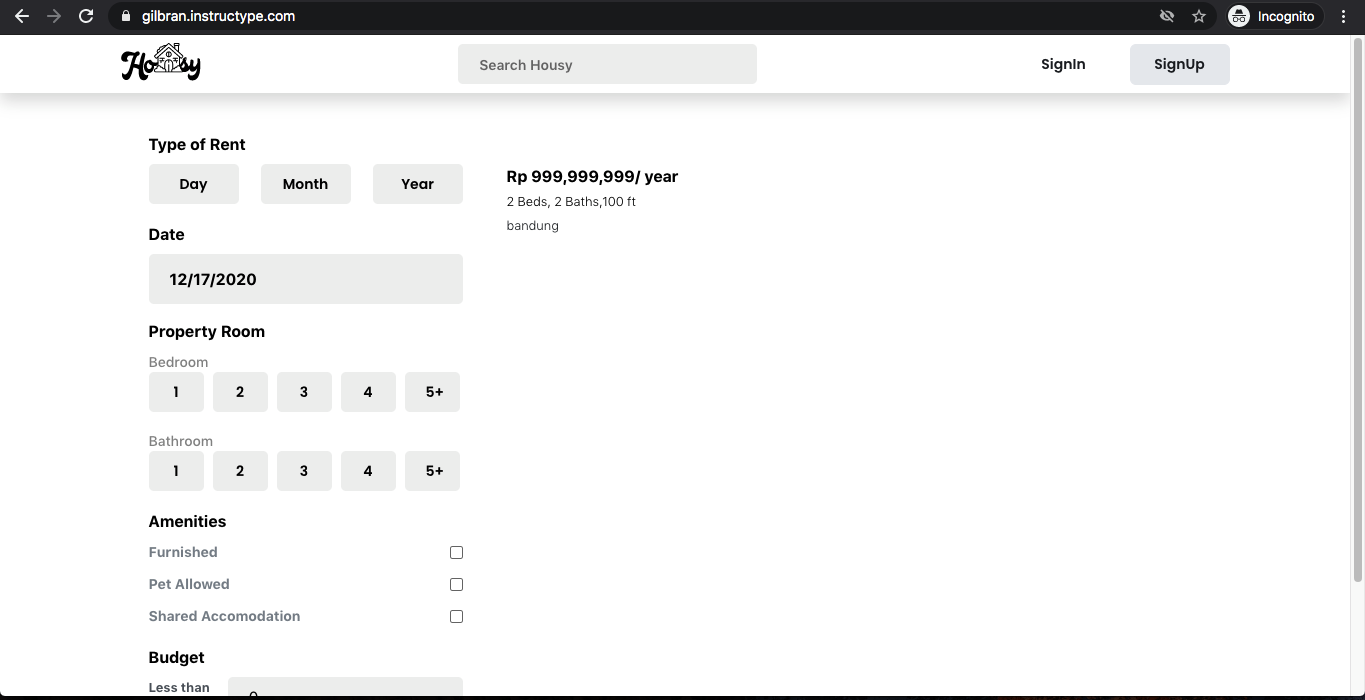 gilbran.instructype.com
Incognito
Housy
Search Housy
SignIn
SignUp
Type of Rent
Day Month Year
Date
12/17/2020
Property Room
Bedroom
1 2 3 4 5+
Bathroom
1 2 3 4 5+
Amenities
Furnished
Pet Allowed
Shared Accomodation
Budget
Less than
Rp 999,999,999/ year
2 Beds, 2 Baths,100 ft
bandung